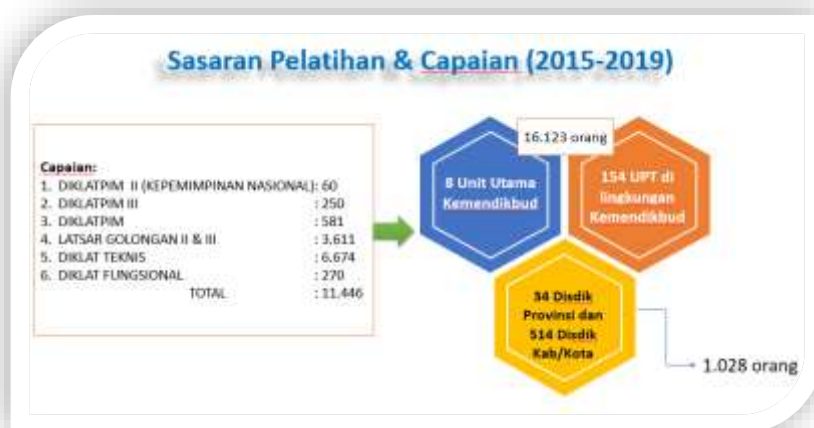 Sasaran Pelatihan & Capaian (2015-2019)
Capaian:
1. DIKLATPIM II (KEPEMIMPINAN NASIONAL): 60
2. DIKLATPIM III : 250
3. DIKLATPIM : 581
4. LATSAR GOLONGAN II & III : 3.611
5. DIKLAT TEKNIS : 6.674
6. DIKLAT FUNGSIONAL : 270
TOTAL : 11.446
16.123 orang
8 Unit Utama
Kemendikbud
154 UPT di
lingkungan
Kemendikbud
34 Disdik
Provinsi dan
514 Disdik
Kab/Kota
1.028 orang